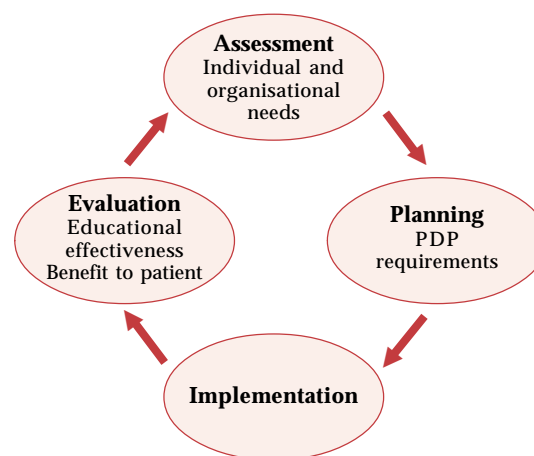 Assessment
Individual and
organisational
needs
Evaluation
Educational
effectiveness
Benefit to patient
Planning
PDP
requirements
Implementation